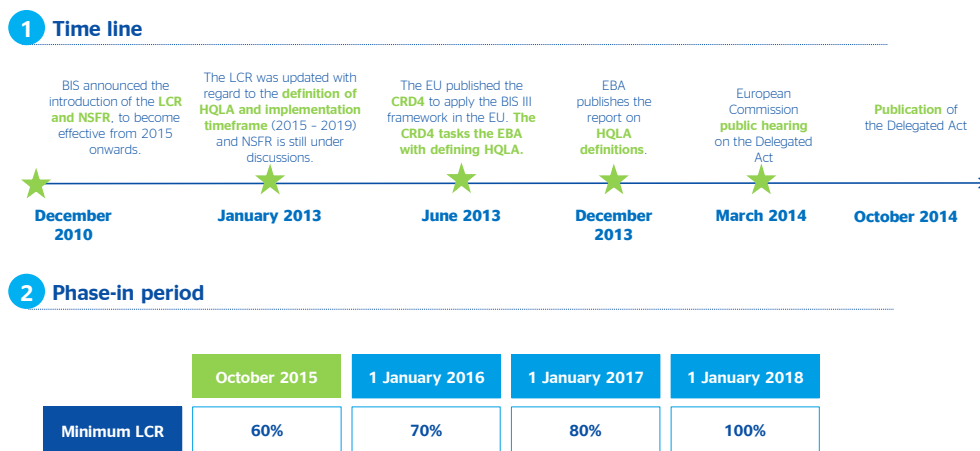 1 Time line
BIS announced the
introduction of the LCR
and NSFR, to become
effective from 2015
onwards.
The LCR was updated with
regard to the definition of
HQLA and implementation
timeframe (2015 - 2019)
and NSFR is still under
discussions.
The EU published the
CRD4 to apply the BIS III
framework in the EU. The
CRD4 tasks the EBA
with defining HQLA.
EBA
publishes the
report on
HQLA
definitions.
European
Commission
public hearing
on the Delegated
Act
Publication of
the Delegated Act
December
2010
January 2013
June 2013
December
2013
March 2014
October 2014
2 Phase-in period
October 2015 1 January 2016 1 January 2017 1 January 2018
Minimum LCR 60% 70% 80% 100%